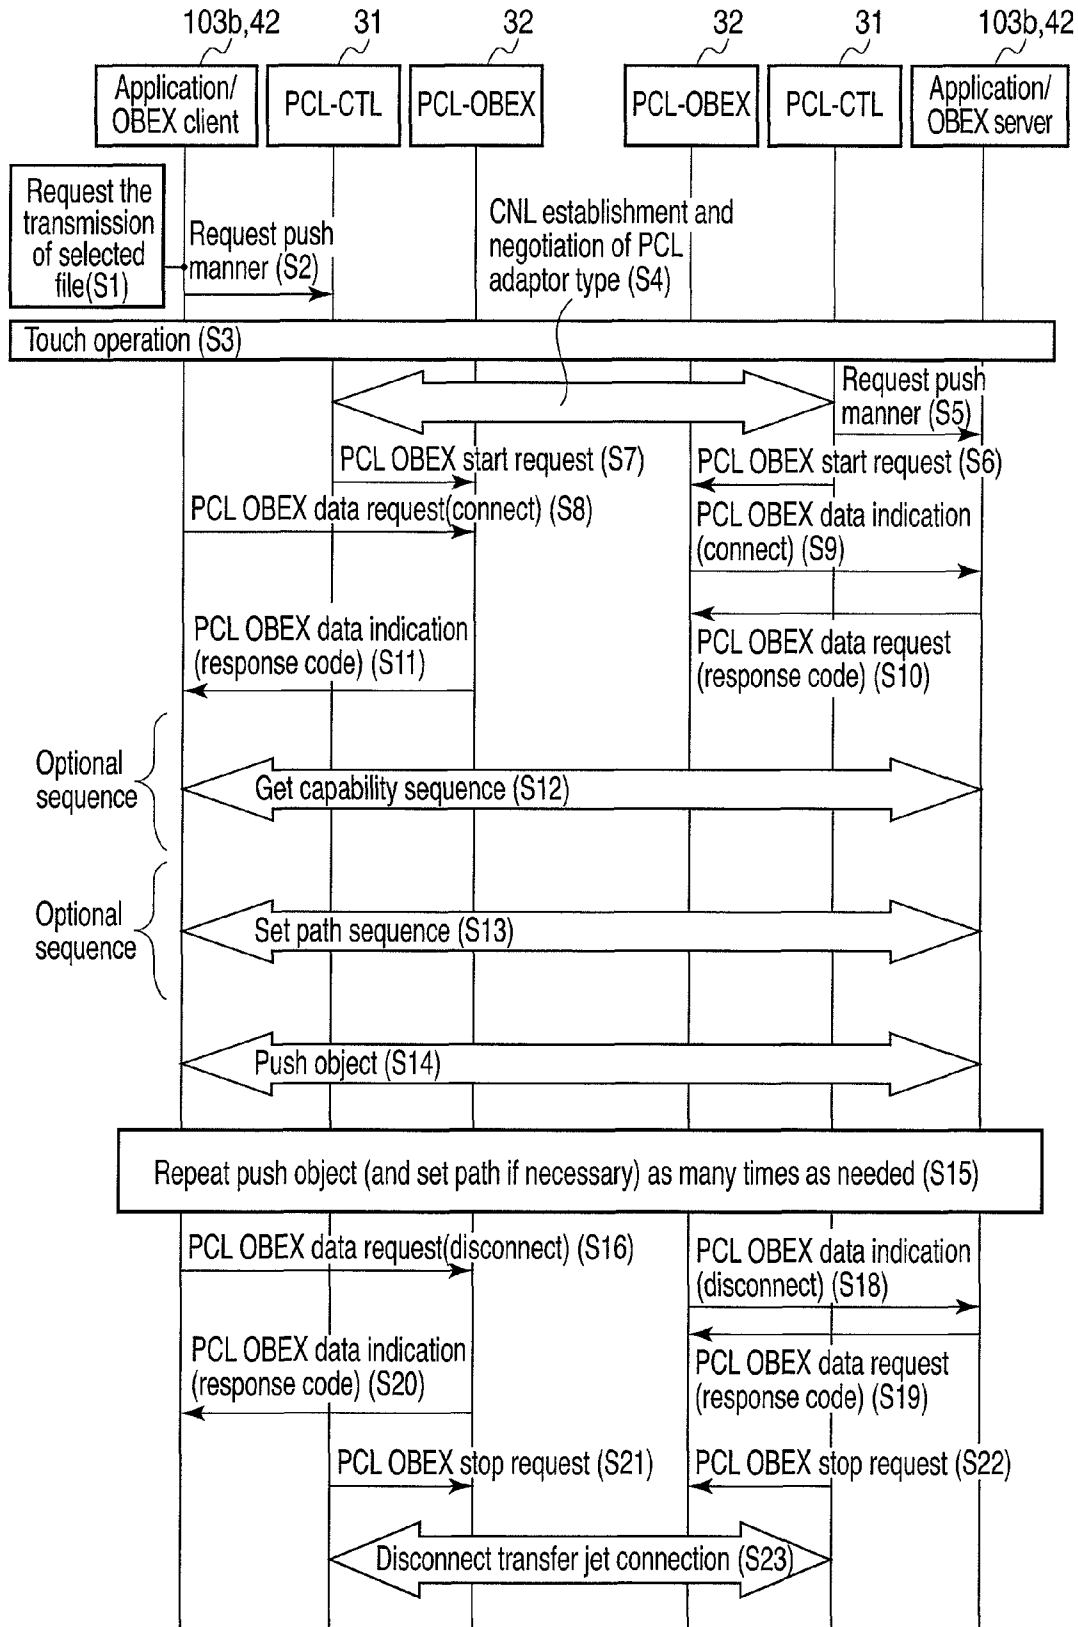 103b,42
31
32
32
31
103b,42
Application/
OBEX client
PCL-CTL
PCL-OBEX
PCL-OBEX
PCL-CTL
Application/
OBEX server
Request the
transmission
of selected
file(S1)
Request push
manner (S2)
CNL establishment and
negotiation of PCL
adaptor type (S4)
Touch operation (S3)
Request push
manner (S5)
PCL OBEX start request (S7)
PCL OBEX start request (S6)
PCL OBEX data request(connect) (S8)
PCL OBEX data indication
(connect) (S9)
PCL OBEX data indication
(response code) (S11)
PCL OBEX data request
(response code) (S10)
Optional
sequence
Get capability sequence (S12)
Optional
sequence
Set path sequence (S13)
Push object (S14)
Repeat push object (and set path if necessary) as many times as needed (S15)
PCL OBEX data request(disconnect) (S16)
PCL OBEX data indication
(disconnect) (S18)
PCL OBEX data indication
(response code) (S20)
PCL OBEX data request
(response code) (S19)
PCL OBEX stop request (S21)
PCL OBEX stop request (S22)
Disconnect transfer jet connection (S23)